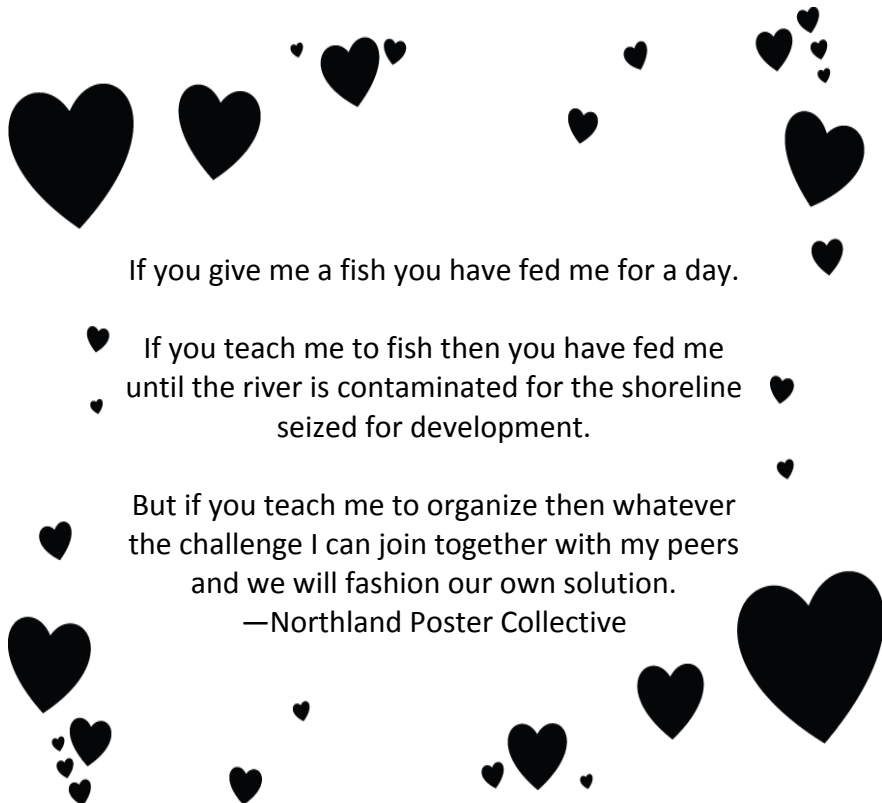 If you give me a fish you have fed me for a day.
If you teach me to fish then you have fed me
until the river is contaminated for the shoreline
seized for development.
But if you teach me to organize then whatever
the challenge I can join together with my peers
and we will fashion our own solution.
—Northland Poster Collective